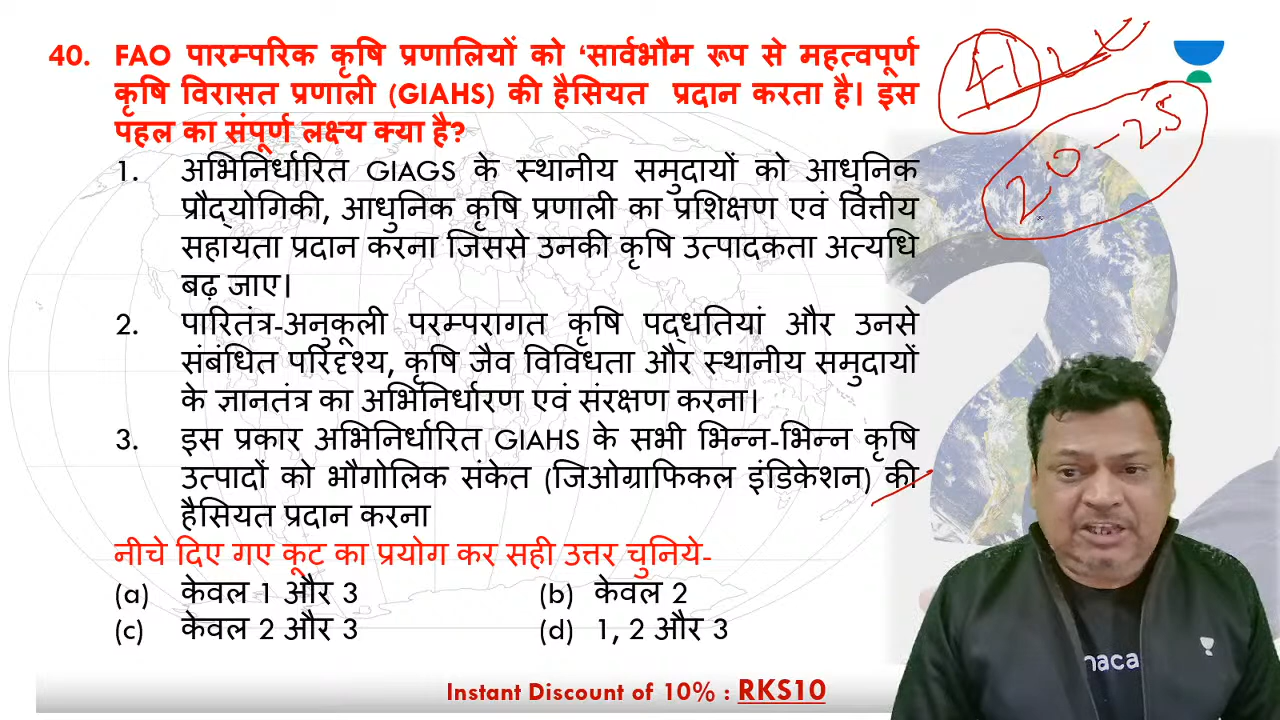 40. FAO पारम्परिक कृषि प्रणालियों को ‘सार्वभौम रूप से महत्वपूर्ण
कृषि विरासत प्रणाली (GIAHS) की हैसियत प्रदान करता है। इस
पहल का संपूर्ण लक्ष्य क्या है?
1. अभिनिर्धारित GIAGS के स्थानीय समुदायों को आधुनिक
प्रौद्योगिकी, आधुनिक कृषि प्रणाली का प्रशिक्षण एवं वित्तीय
सहायता प्रदान करना जिससे उनकी कृषि उत्पादकता अत्यधि
बढ़ जाए।
2. पारितंत्र-अनुकूली परम्परागत कृषि पद्धतियां और उनसे
संबंधित परिदृश्य, कृषि जैव विविधता और स्थानीय समुदायों
के ज्ञानतंत्र का अभिनिर्धारण एवं संरक्षण करना।
3. इस प्रकार अभिनिर्धारित GIAHS के सभी भिन्न-भिन्न कृषि
उत्पादों को भौगोलिक संकेत (जिओग्राफिकल इंडिकेशन) की
हैसियत प्रदान करना
नीचे दिए गए कूट का प्रयोग कर सही उत्तर चुनिये-
(a) केवल 1 और 3 (b) केवल 2
(c) केवल 2 और 3 (d) 1, 2 और 3
Instant Discount of 10% : RKS10
41
20-25